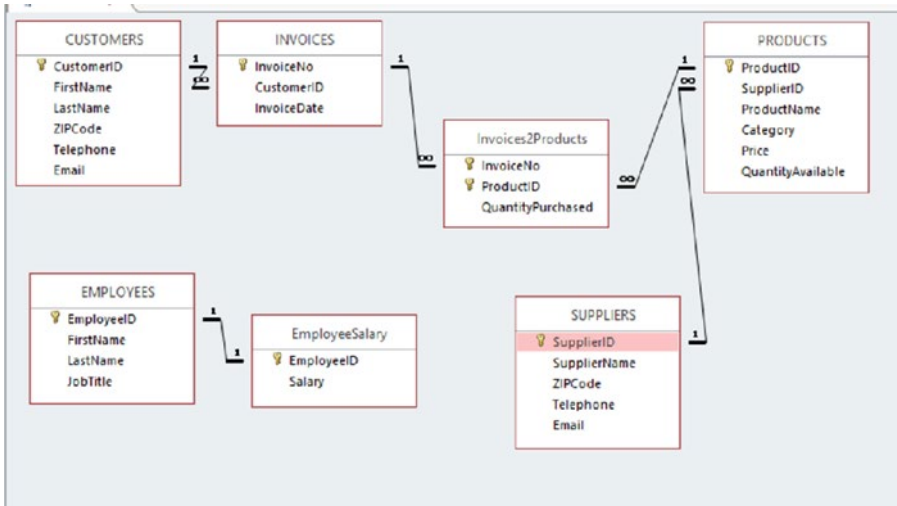 CUSTOMERS
CustomerID
FirstName
LastName
ZIPCode
Telephone
Email
1
∞
INVOICES
InvoiceNo
CustomerID
InvoiceDate
1
∞
Invoices2Products
InvoiceNo
ProductID
QuantityPurchased
∞
1
∞
PRODUCTS
ProductID
SupplierID
ProductName
Category
Price
QuantityAvailable
EMPLOYEES
EmployeeID
FirstName
LastName
JobTitle
1
1
EmployeeSalary
EmployeeID
Salary
SUPPLIERS
SupplierID
SupplierName
ZIPCode
Telephone
Email
1